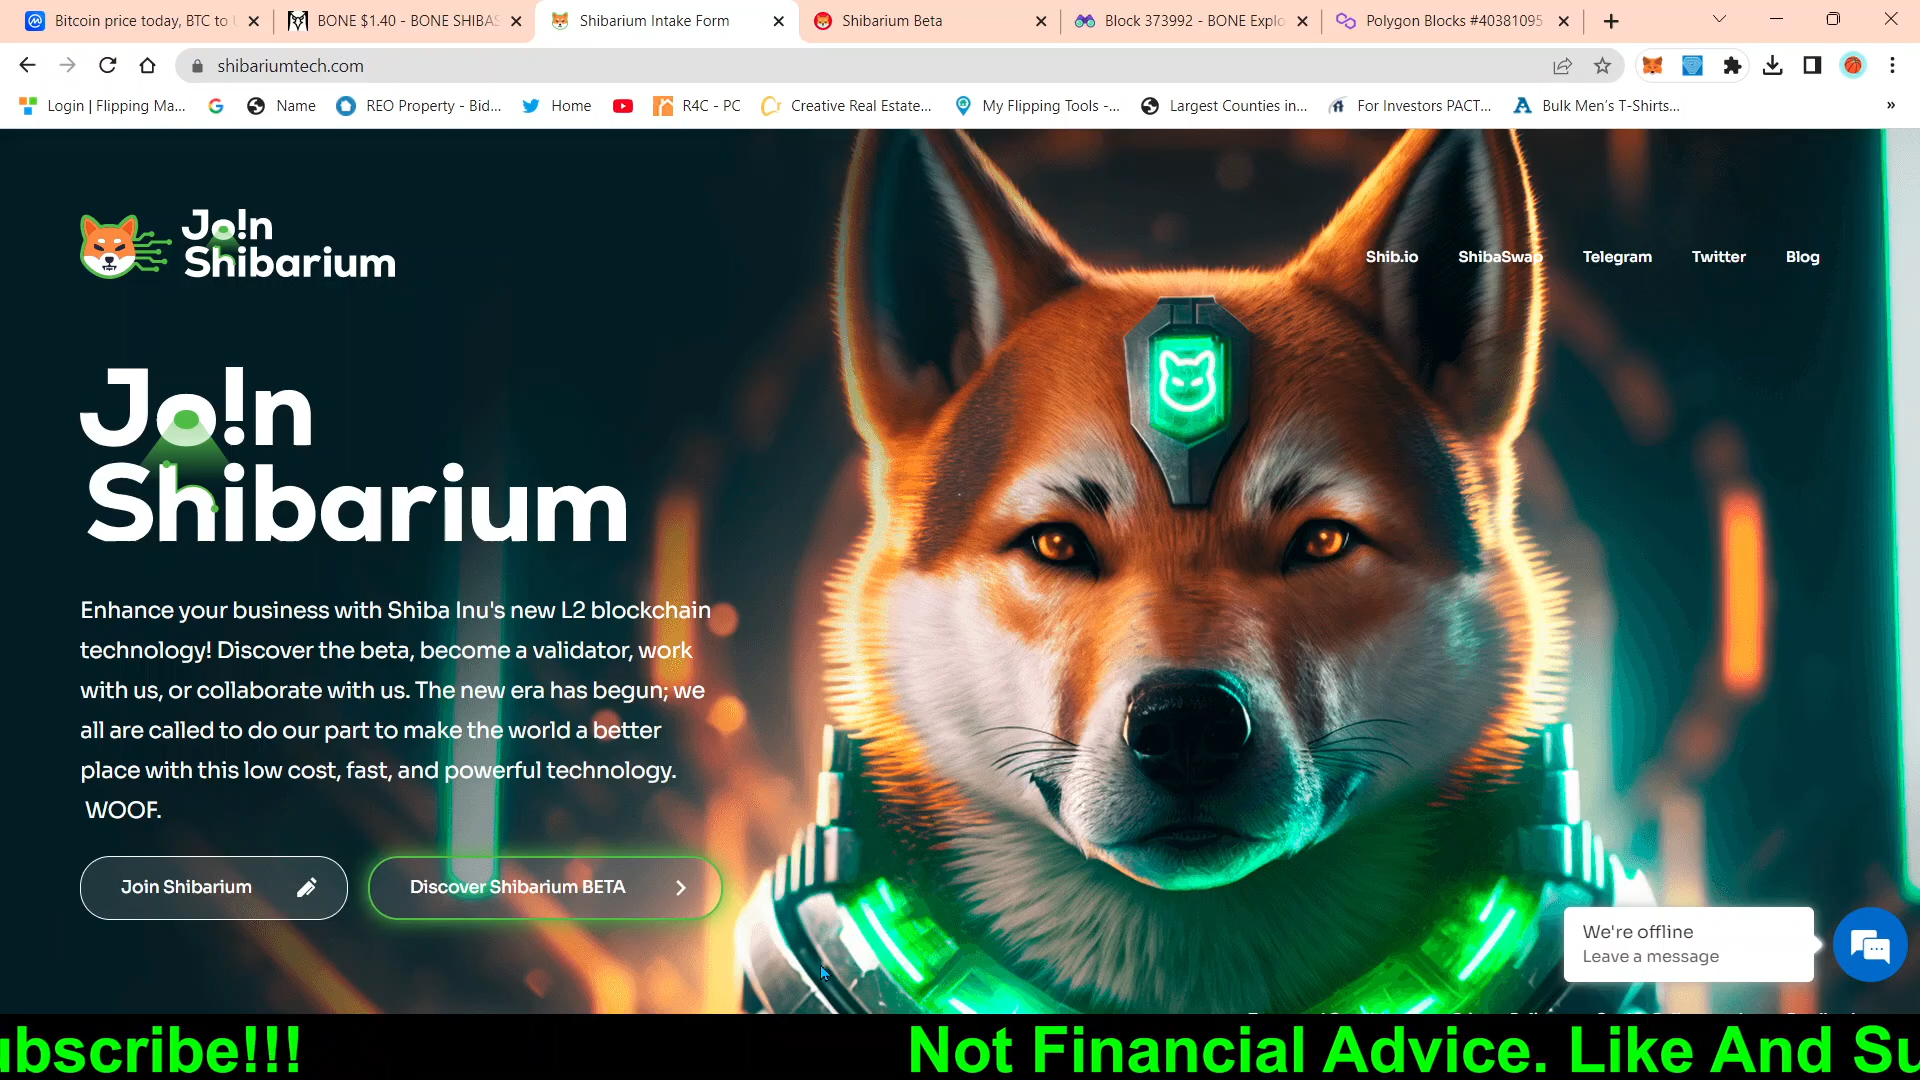 Bitcoin price today, BTC to
BONE $1.40 - BONE SHIBAS
Shibarium Intake Form
Shibarium Beta
Block 373992 - BONE Explo
Polygon Blocks #40381095
shibariumtech.com
Login | Flipping Ma...
Name
REO Property - Bid...
Home
R4C - PC
Creative Real Estate...
My Flipping Tools -...
Largest Counties in...
For Investors PACT...
Bulk Men's T-Shirts...
»
Jo!n
Shibarium
Shib.io
ShibaSwap
Telegram
Twitter
Blog
Jo!n
Shibarium
Enhance your business with Shiba Inu's new L2 blockchain
technology! Discover the beta, become a validator, work
with us, or collaborate with us. The new era has begun; we
all are called to do our part to make the world a better
place with this low cost, fast, and powerful technology.
WOOF.
Join Shibarium
Discover Shibarium BETA
We're offline
Leave a message
ubscribe!!!
Not Financial Advice. Like And Su